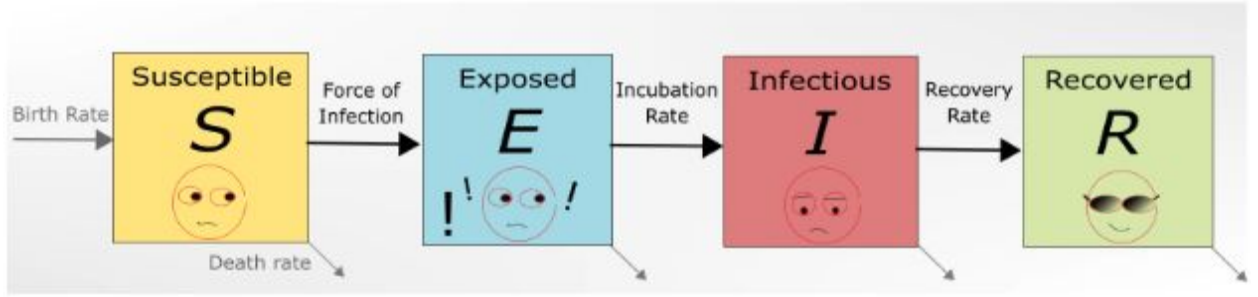 Susceptible
S
Exposed
E
Infectious
I
Recovered
R
Birth Rate
Force of
Infection
Incubation
Rate
Recovery
Rate
! ! !
Death rate